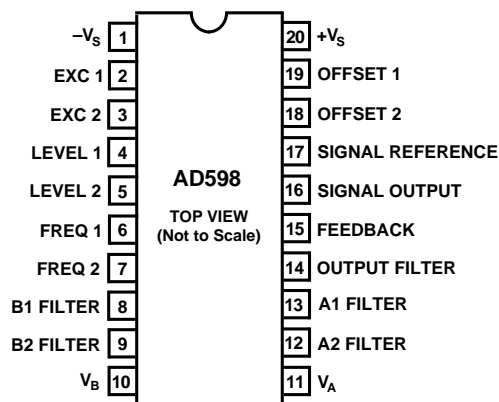 –VS 1
EXC 1 2
EXC 2 3
LEVEL 1 4
LEVEL 2 5
FREQ 1 6
FREQ 2 7
B1 FILTER 8
B2 FILTER 9
VB 10
AD598
TOP VIEW
(Not to Scale)
20 +VS
19 OFFSET 1
18 OFFSET 2
17 SIGNAL REFERENCE
16 SIGNAL OUTPUT
15 FEEDBACK
14 OUTPUT FILTER
13 A1 FILTER
12 A2 FILTER
11 VA